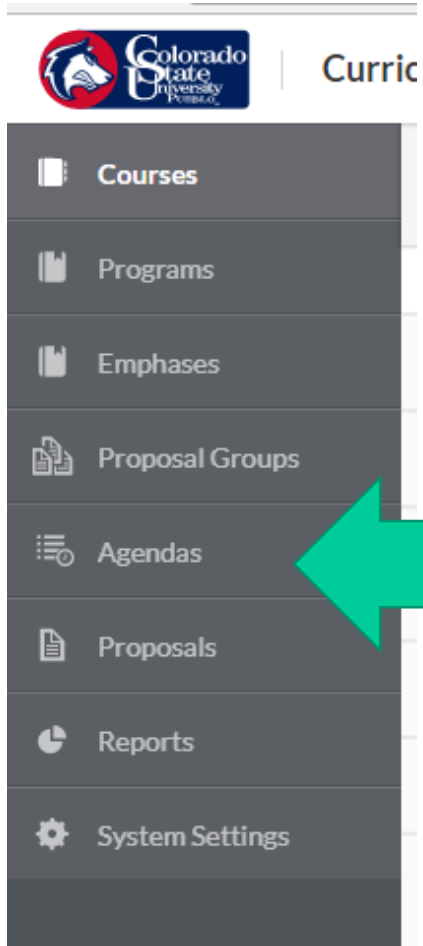 Colorado
State
University
Pueblo
Curric
Courses
Programs
Emphases
Proposal Groups
Agendas
Proposals
Reports
System Settings